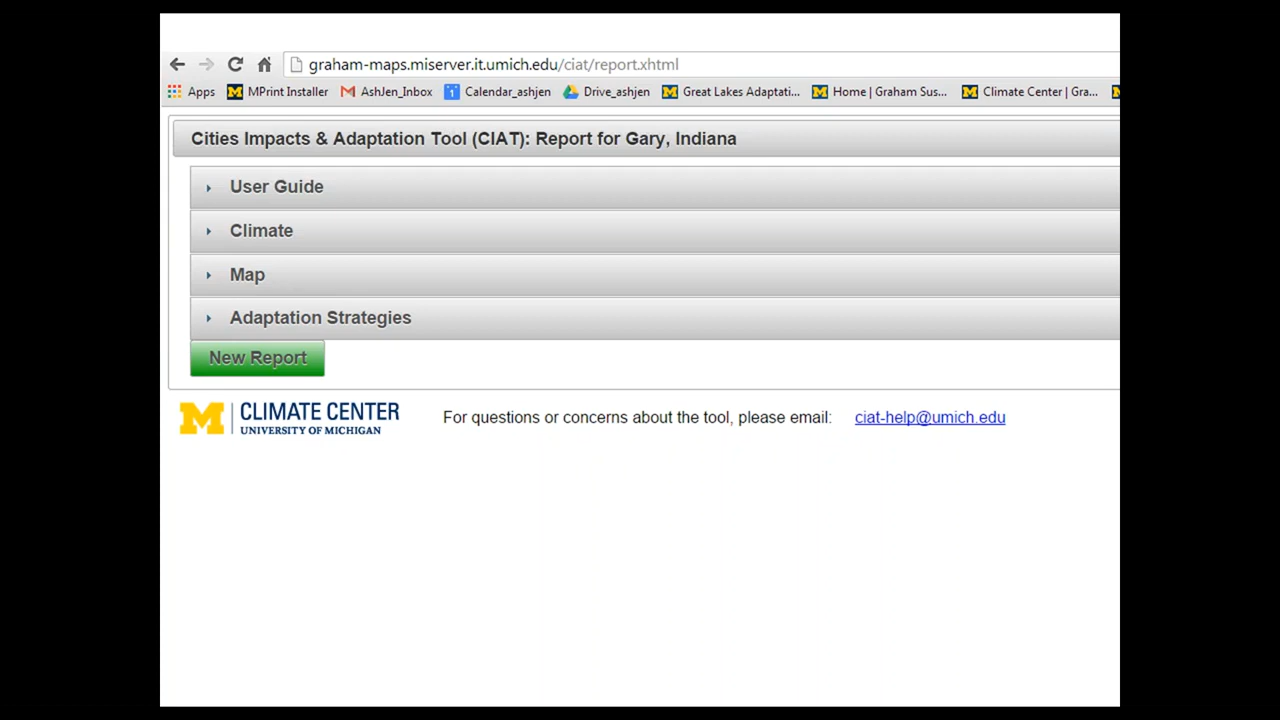 graham-maps.miserver.it.umich.edu/ciat/report.xhtml
Apps M MPrint Installer AshJen_Inbox 1 Calendar_ashjen Drive_ashjen M Great Lakes Adaptati... M Home | Graham Sus... M Climate Center | Gra...
Cities Impacts & Adaptation Tool (CIAT): Report for Gary, Indiana
User Guide
Climate
Map
Adaptation Strategies
New Report
M CLIMATE CENTER
UNIVERSITY OF MICHIGAN
For questions or concerns about the tool, please email: ciat-help@umich.edu